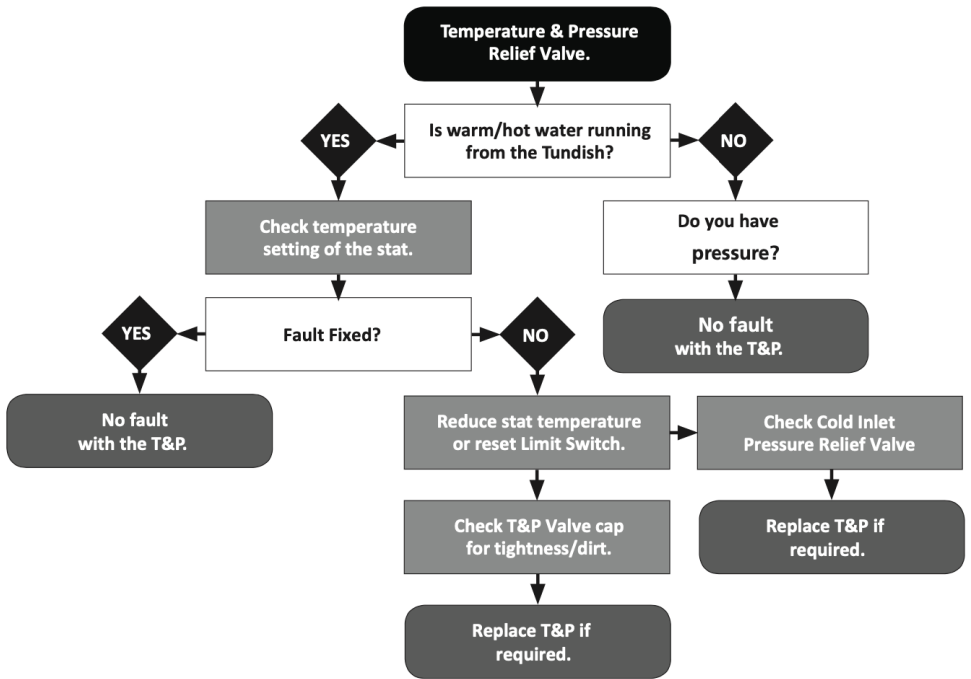 Temperature & Pressure
Relief Valve.
Is warm/hot water running
from the Tundish?
YES
NO
Check temperature
setting of the stat.
Do you have
pressure?
YES
Fault Fixed?
NO
No fault
with the T&P.
No fault
with the T&P.
Reduce stat temperature
or reset Limit Switch.
Check Cold Inlet
Pressure Relief Valve
Check T&P Valve cap
for tightness/dirt.
Replace T&P if
required.
Replace T&P if
required.